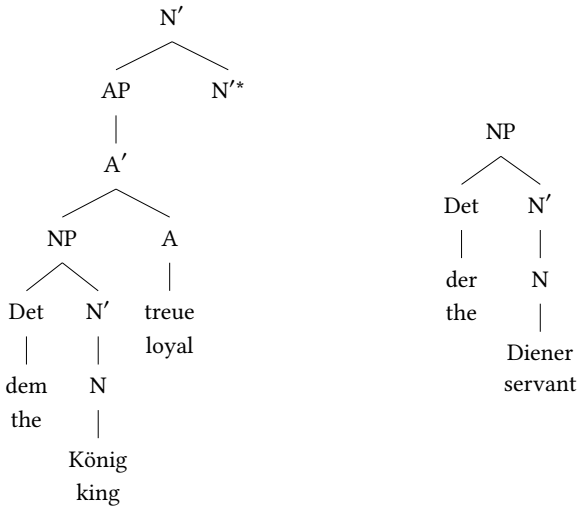 N′
AP N′*
A′
NP A
Det N′ treue
loyal
dem N
the
König
king
NP
Det N′
der N
the
Diener
servant